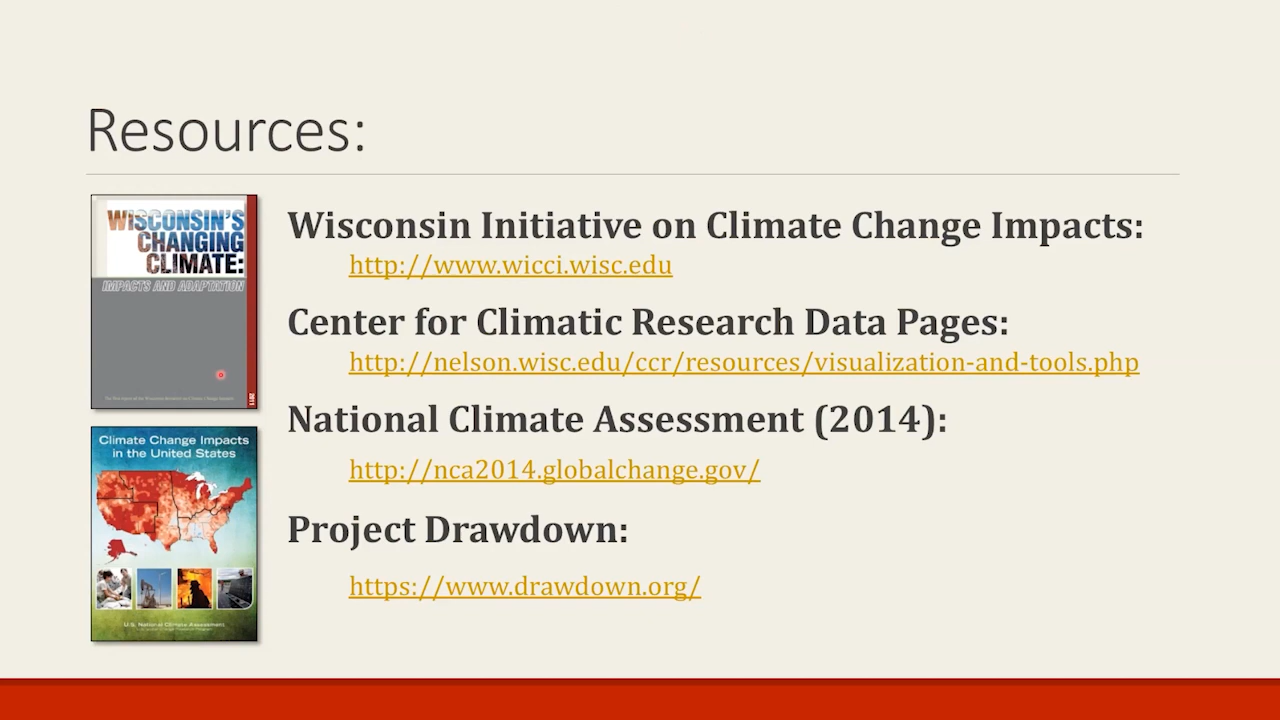 Resources:
WISCONSIN'S
CHANGING
CLIMATE:
IMPACTS AND ADAPTATION
2011
Climate Change Impacts
in the United States
U.S. National Climate Assessment
Wisconsin Initiative on Climate Change Impacts:
http://www.wicci.wisc.edu
Center for Climatic Research Data Pages:
http://nelson.wisc.edu/ccr/resources/visualization-and-tools.php
National Climate Assessment (2014):
http://nca2014.globalchange.gov/
Project Drawdown:
https://www.drawdown.org/